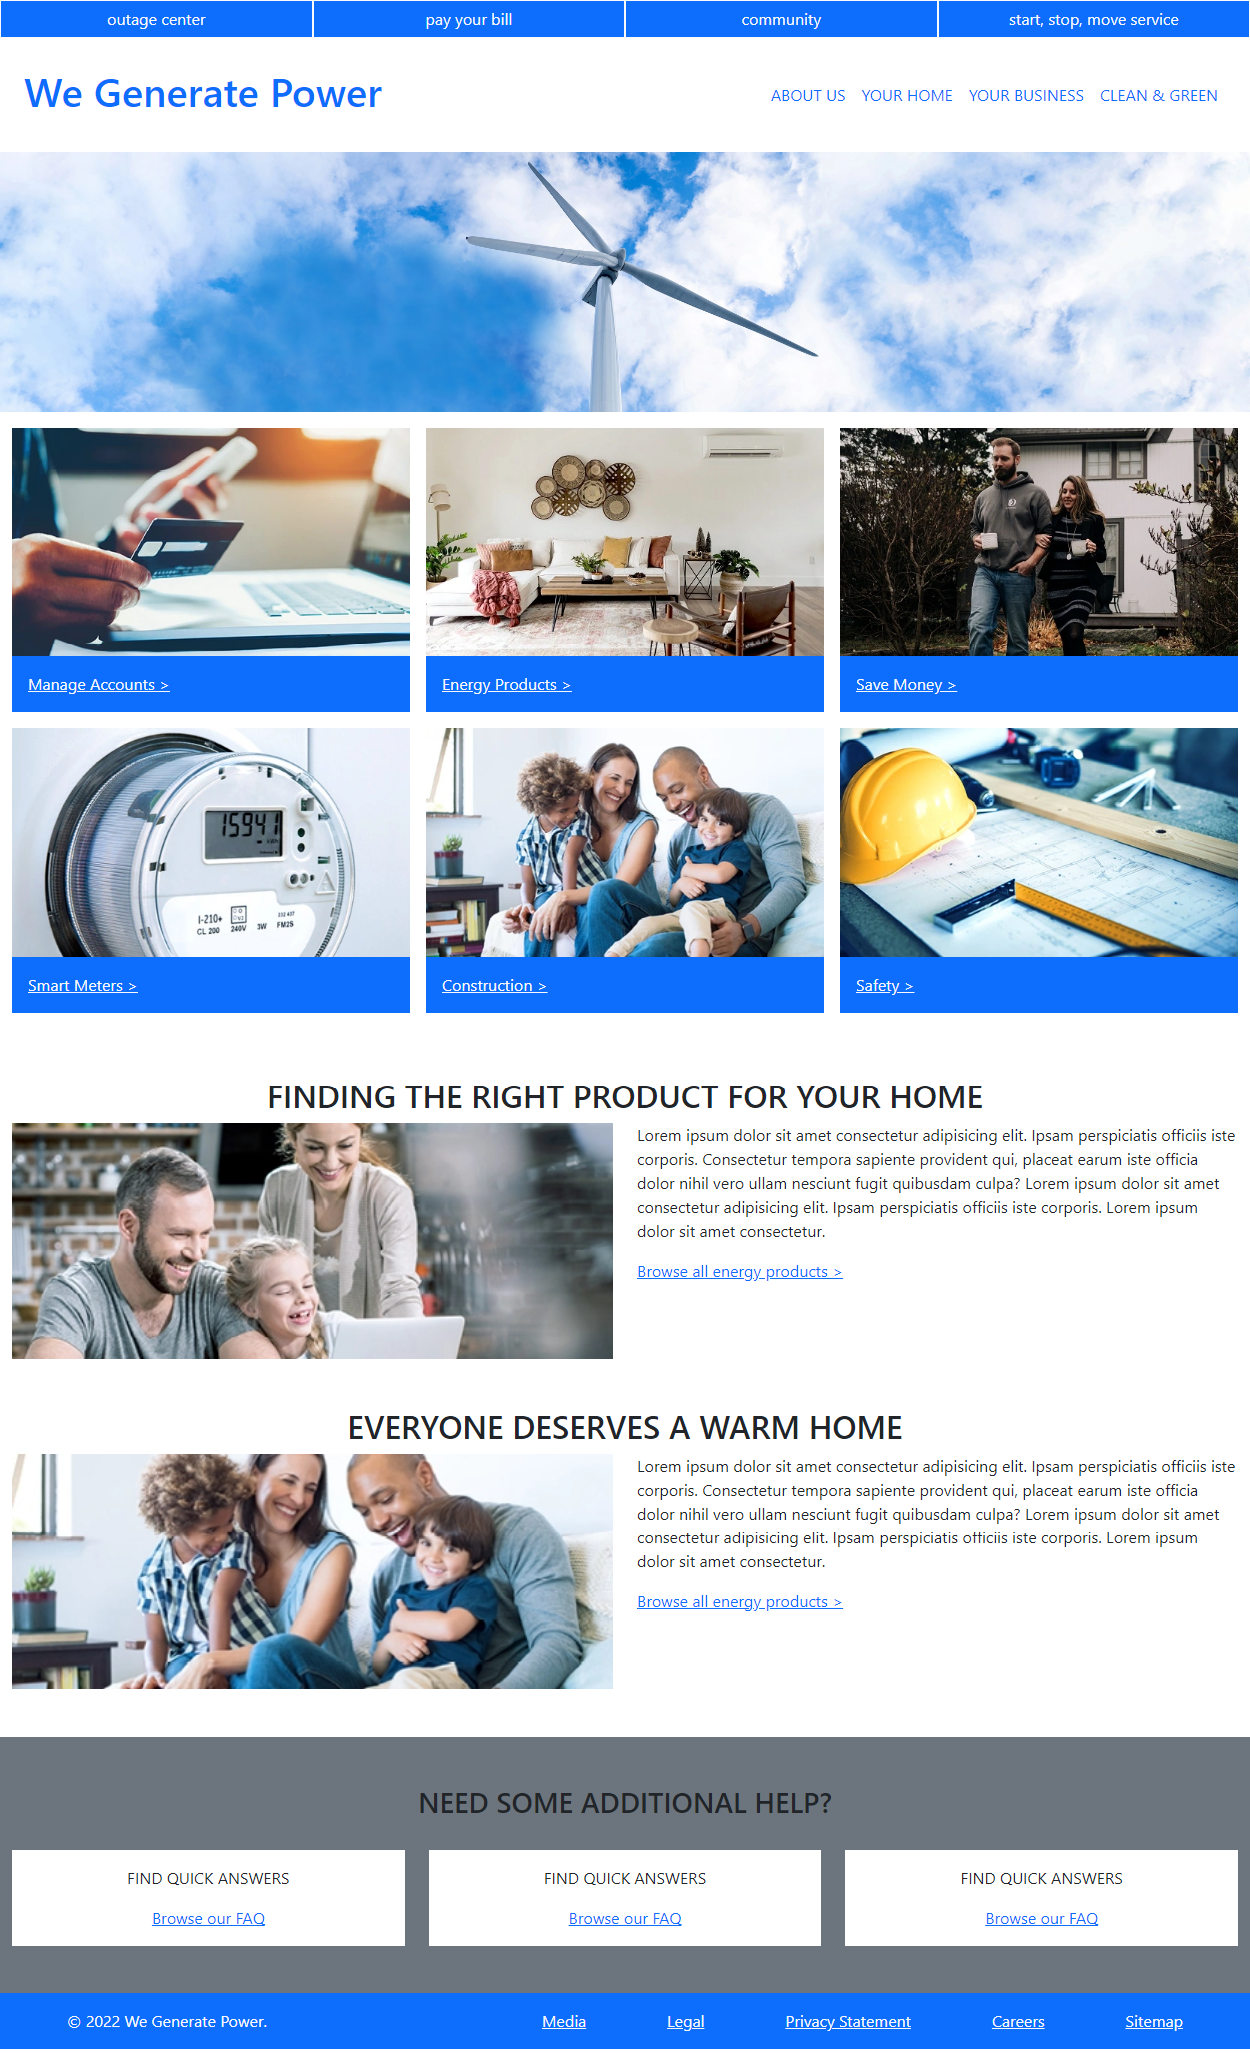 outage center
pay your bill
community
start, stop, move service
We Generate Power
ABOUT US
YOUR HOME
YOUR BUSINESS
CLEAN & GREEN
Manage Accounts >
Energy Products >
Save Money >
15941
kWh
I-210+
CL 200
240V
3W
FM2S
Smart Meters >
Construction >
Safety >
FINDING THE RIGHT PRODUCT FOR YOUR HOME
Lorem ipsum dolor sit amet consectetur adipisicing elit. Ipsam perspiciatis officiis iste
corporis. Consectetur tempora sapiente provident qui, placeat earum iste officia
dolor nihil vero ullam nesciunt fugit quibusdam culpa? Lorem ipsum dolor sit amet
consectetur adipisicing elit. Ipsam perspiciatis officiis iste corporis. Lorem ipsum
dolor sit amet consectetur.
Browse all energy products >
EVERYONE DESERVES A WARM HOME
Lorem ipsum dolor sit amet consectetur adipisicing elit. Ipsam perspiciatis officiis iste
corporis. Consectetur tempora sapiente provident qui, placeat earum iste officia
dolor nihil vero ullam nesciunt fugit quibusdam culpa? Lorem ipsum dolor sit amet
consectetur adipisicing elit. Ipsam perspiciatis officiis iste corporis. Lorem ipsum
dolor sit amet consectetur.
Browse all energy products >
NEED SOME ADDITIONAL HELP?
FIND QUICK ANSWERS
Browse our FAQ
FIND QUICK ANSWERS
Browse our FAQ
FIND QUICK ANSWERS
Browse our FAQ
© 2022 We Generate Power.
Media
Legal
Privacy Statement
Careers
Sitemap